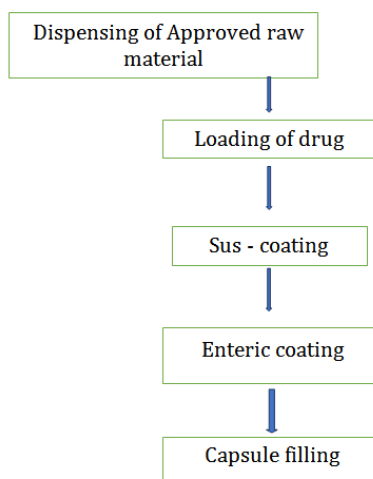 Dispensing of Approved raw
material
Loading of drug
Sus - coating
Enteric coating
Capsule filling